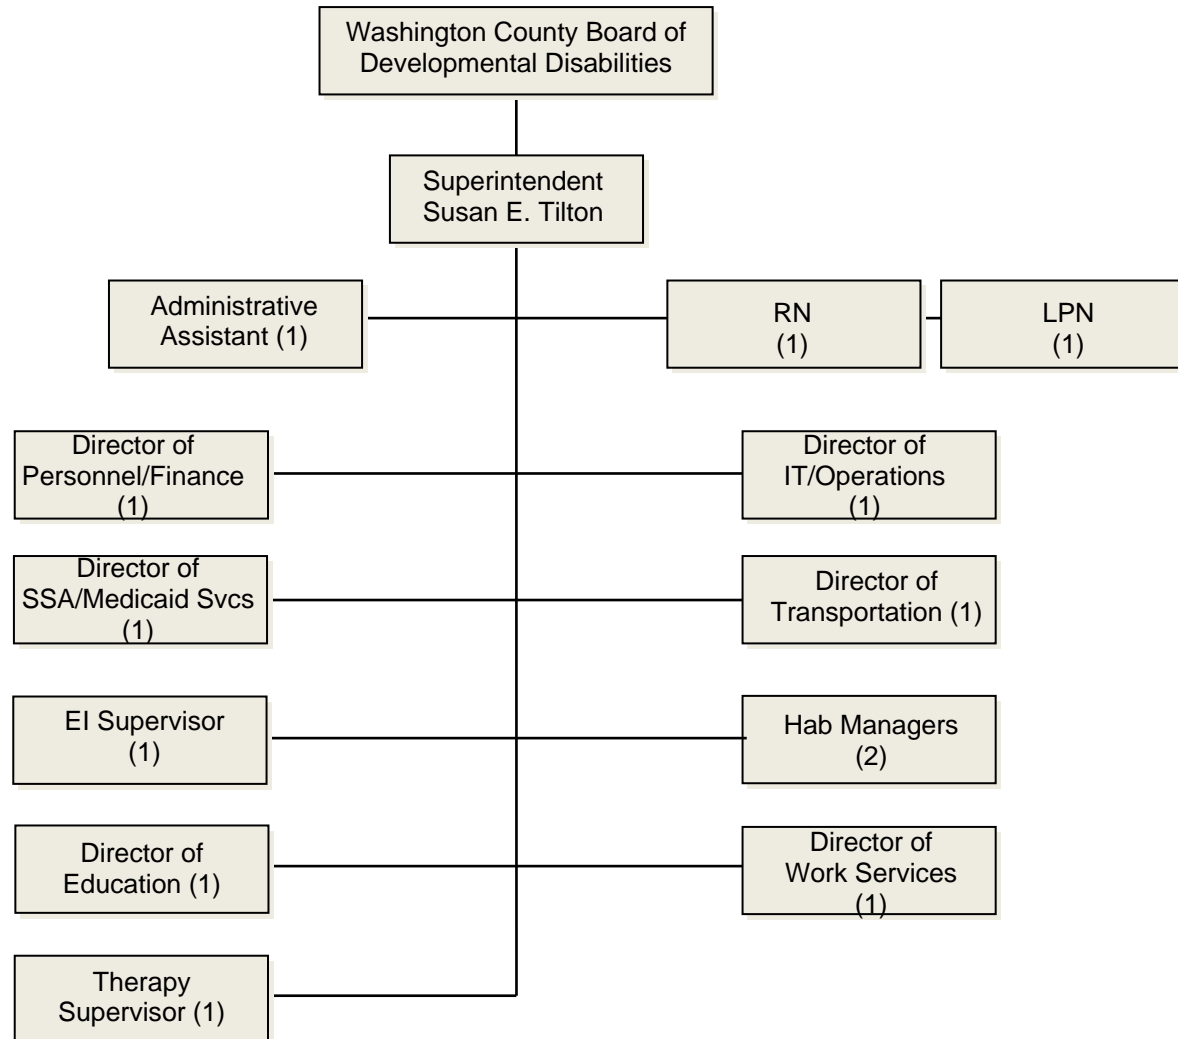 Washington County Board of
Developmental Disabilities
Superintendent
Susan E. Tilton
Administrative
Assistant (1)
RN
(1)
LPN
(1)
Director of
Personnel/Finance
(1)
Director of
IT/Operations
(1)
Director of
SSA/Medicaid Svcs
(1)
Director of
Transportation (1)
EI Supervisor
(1)
Hab Managers
(2)
Director of
Education (1)
Director of
Work Services
(1)
Therapy
Supervisor (1)